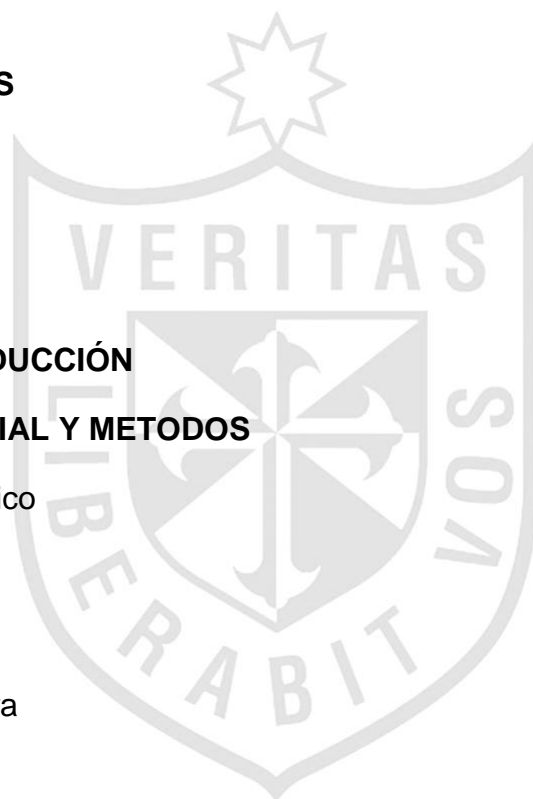 S
VERITAS
DUCCIÓN
IAL Y METODOS
ico
LIBERABIT VOS
a